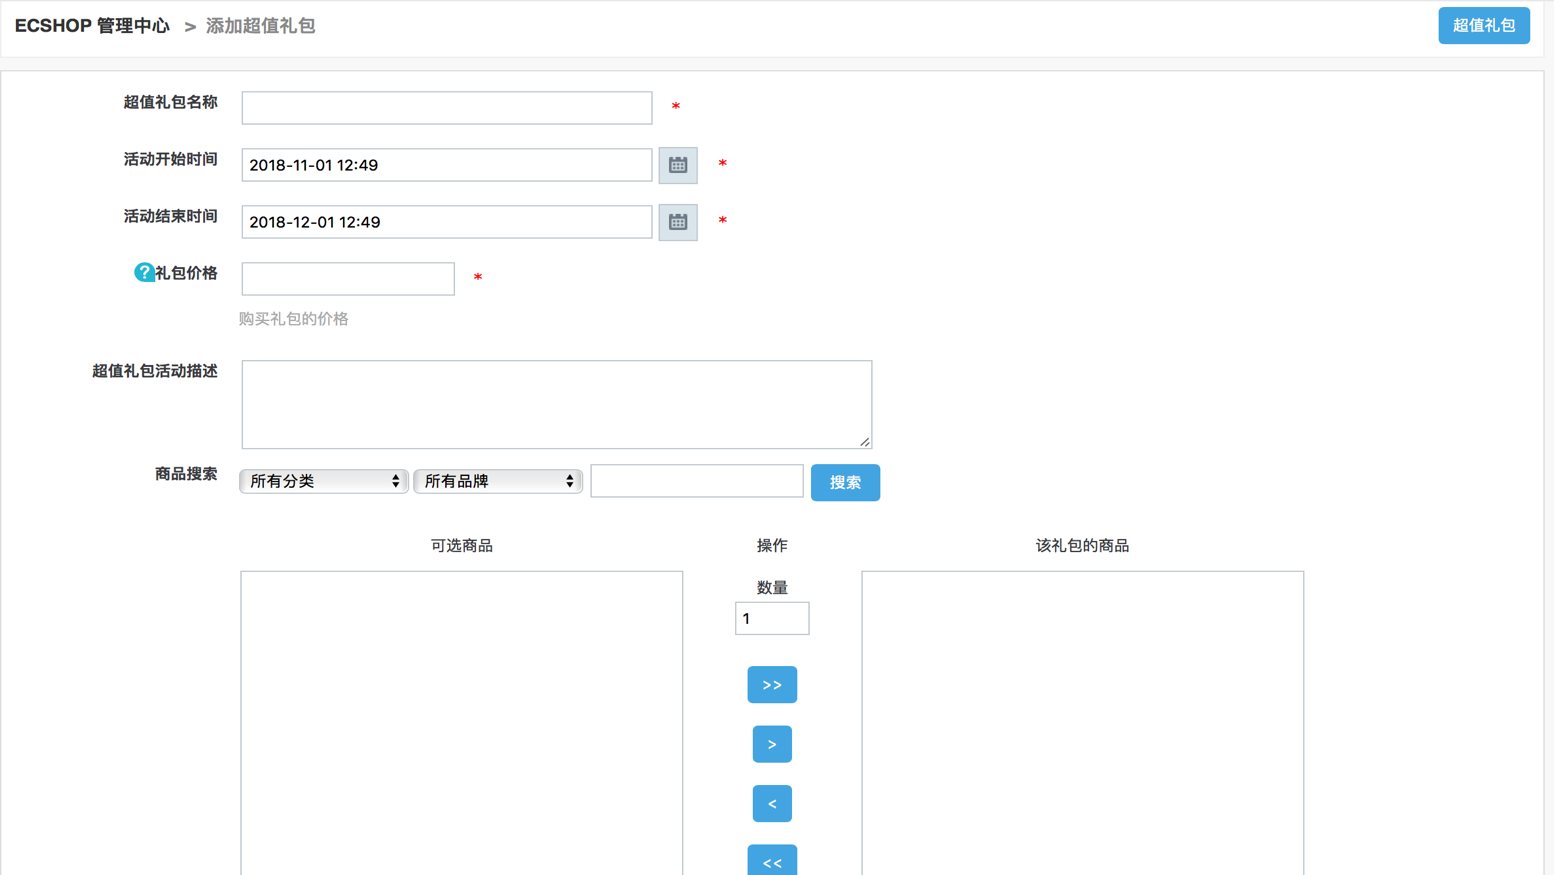 ECSHOP 管理中心 > 添加超值礼包
超值礼包
超值礼包名称 *
活动开始时间 2018-11-01 12:49 *
活动结束时间 2018-12-01 12:49 *
?礼包价格 *
购买礼包的价格
超值礼包活动描述
商品搜索 所有分类 所有品牌 搜索
可选商品 操作 该礼包的商品
数量
1
>>
>
<
<<